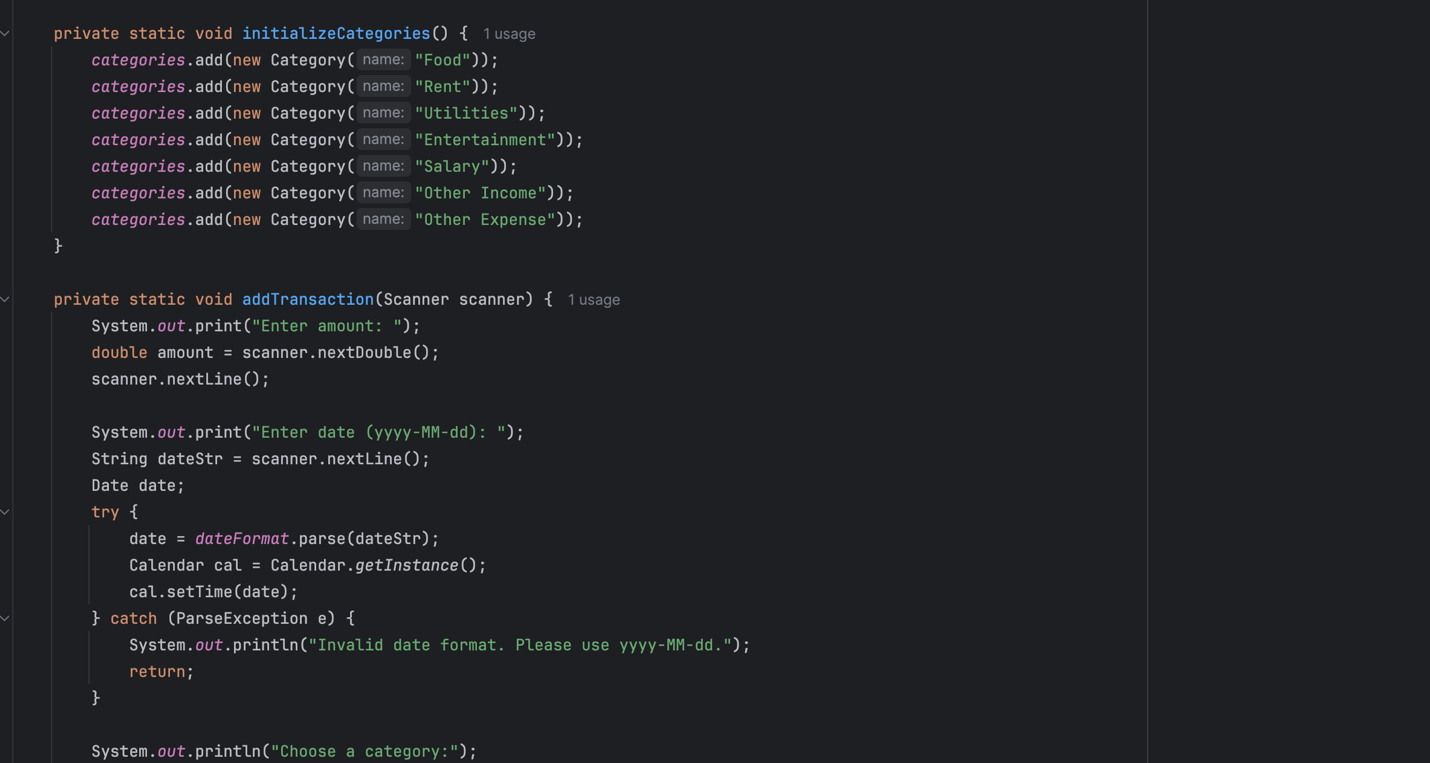 private static void initializeCategories() { 1 usage
categories.add(new Category( name: "Food"));
categories.add(new Category( name: "Rent"));
categories.add(new Category( name: "Utilities"));
categories.add(new Category( name: "Entertainment"));
categories.add(new Category( name: "Salary"));
categories.add(new Category( name: "Other Income"));
categories.add(new Category( name: "Other Expense"));
}
private static void addTransaction(Scanner scanner) { 1 usage
System.out.print("Enter amount: ");
double amount = scanner.nextDouble();
scanner.nextLine();
System.out.print("Enter date (yyyy-MM-dd): ");
String dateStr = scanner.nextLine();
Date date;
try {
date = dateFormat.parse(dateStr);
Calendar cal = Calendar.getInstance();
cal.setTime(date);
} catch (ParseException e) {
System.out.println("Invalid date format. Please use yyyy-MM-dd.");
return;
}
System.out.println("Choose a category:");